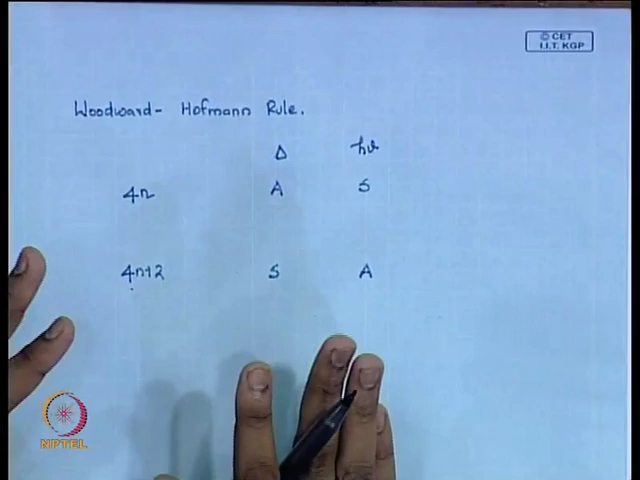 © CET
I.I.T. KGP
Woodward- Hofmann Rule.
Δ hν
4n A S
4n+2 S A
NPTEL